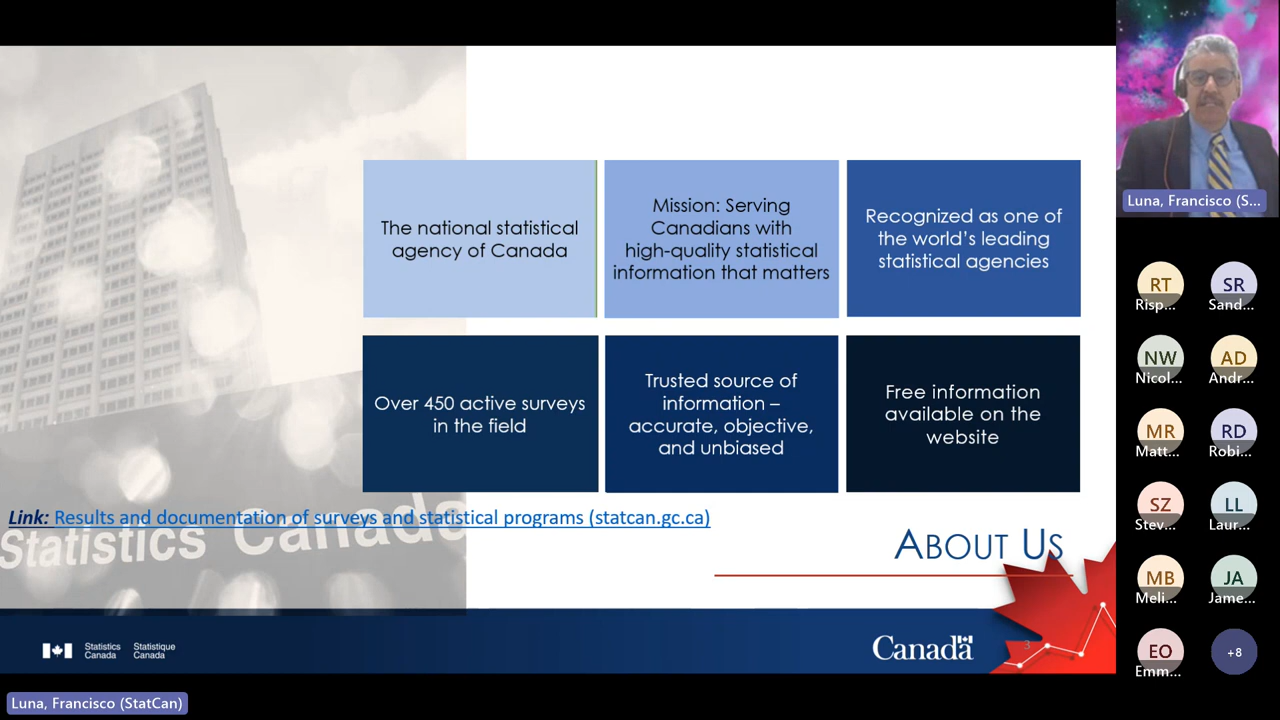 The national statistical
agency of Canada
Mission: Serving
Canadians with
high-quality statistical
information that matters
Recognized as one of
the world's leading
statistical agencies
Over 450 active surveys
in the field
Trusted source of
information –
accurate, objective,
and unbiased
Free information
available on the
website
Link: Results and documentation of surveys and statistical programs (statcan.gc.ca)
Statistics Canada
ABOUT US
Statistics
Canada
Statistique
Canada
Canada
3
Luna, Francisco (StatCan)
Luna, Francisco (S...
RT
Risp...
SR
Sand...
NW
Nicol...
AD
Andr...
MR
Matt...
RD
Robi...
SZ
Stev...
LL
Laur...
MB
Meli...
JA
Jame...
EO
Emm...
+8